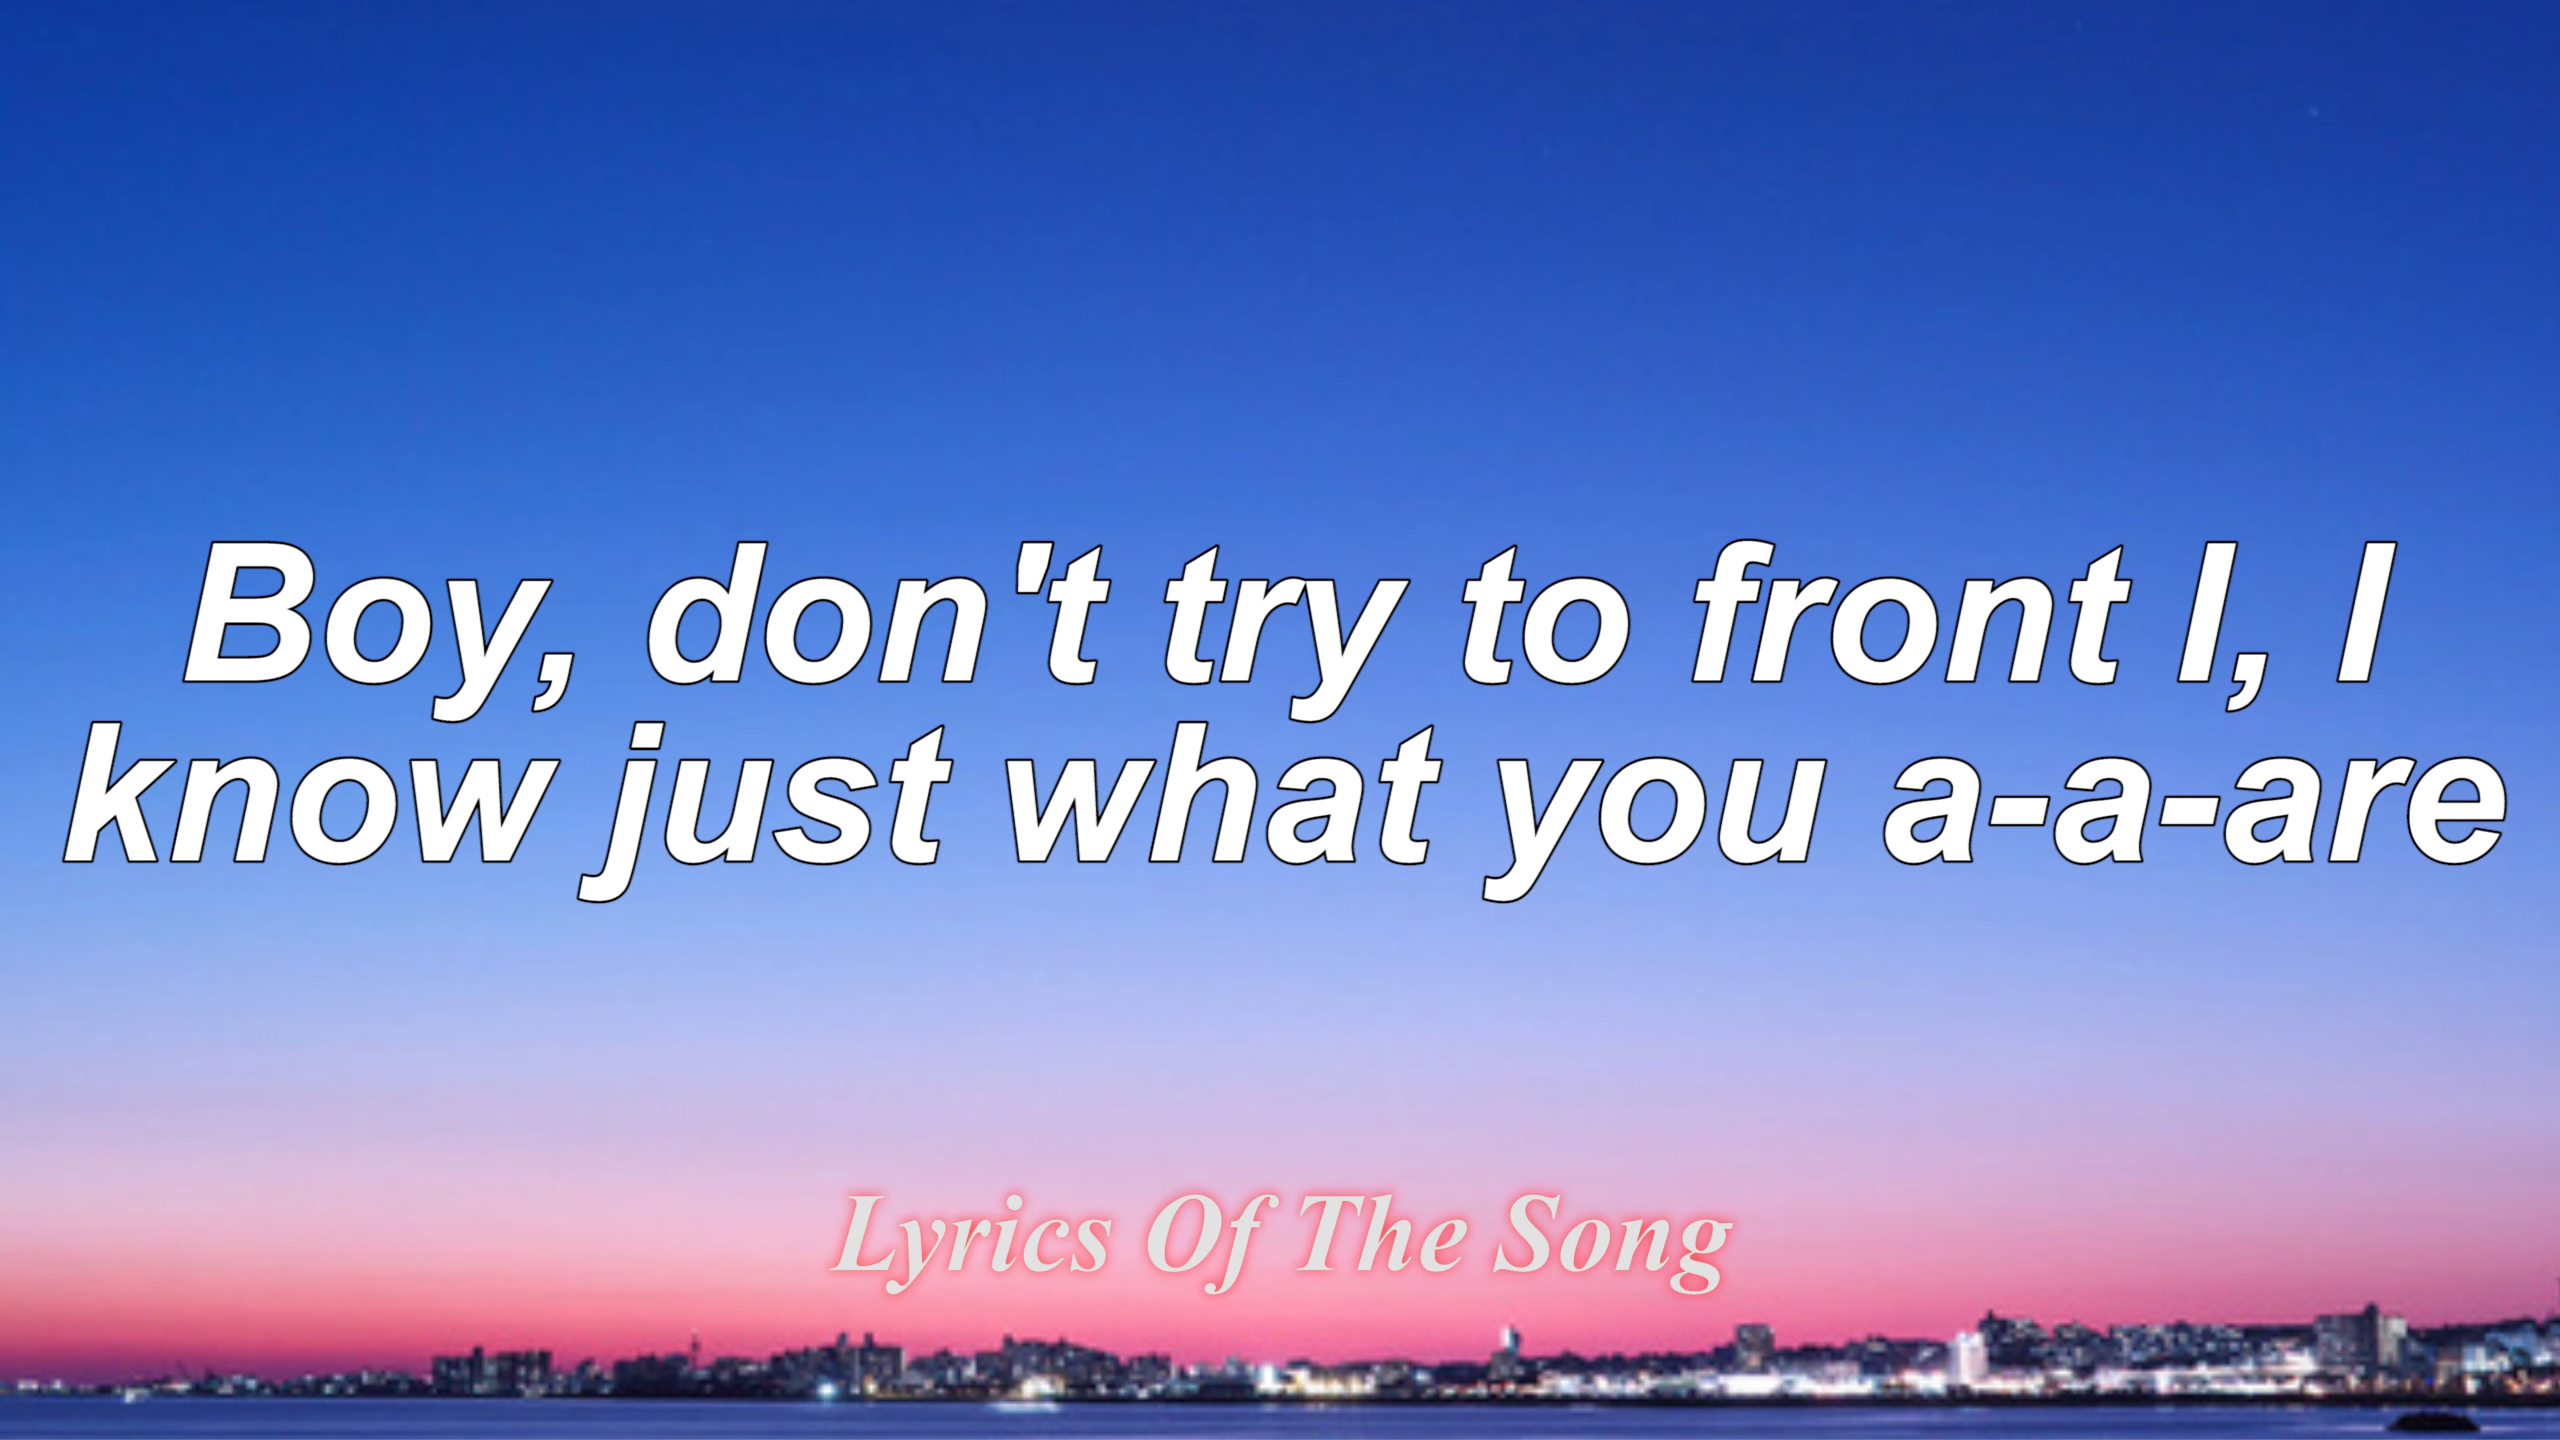 Boy, don't try to front I, I
know just what you a-a-are
Lyrics Of The Song